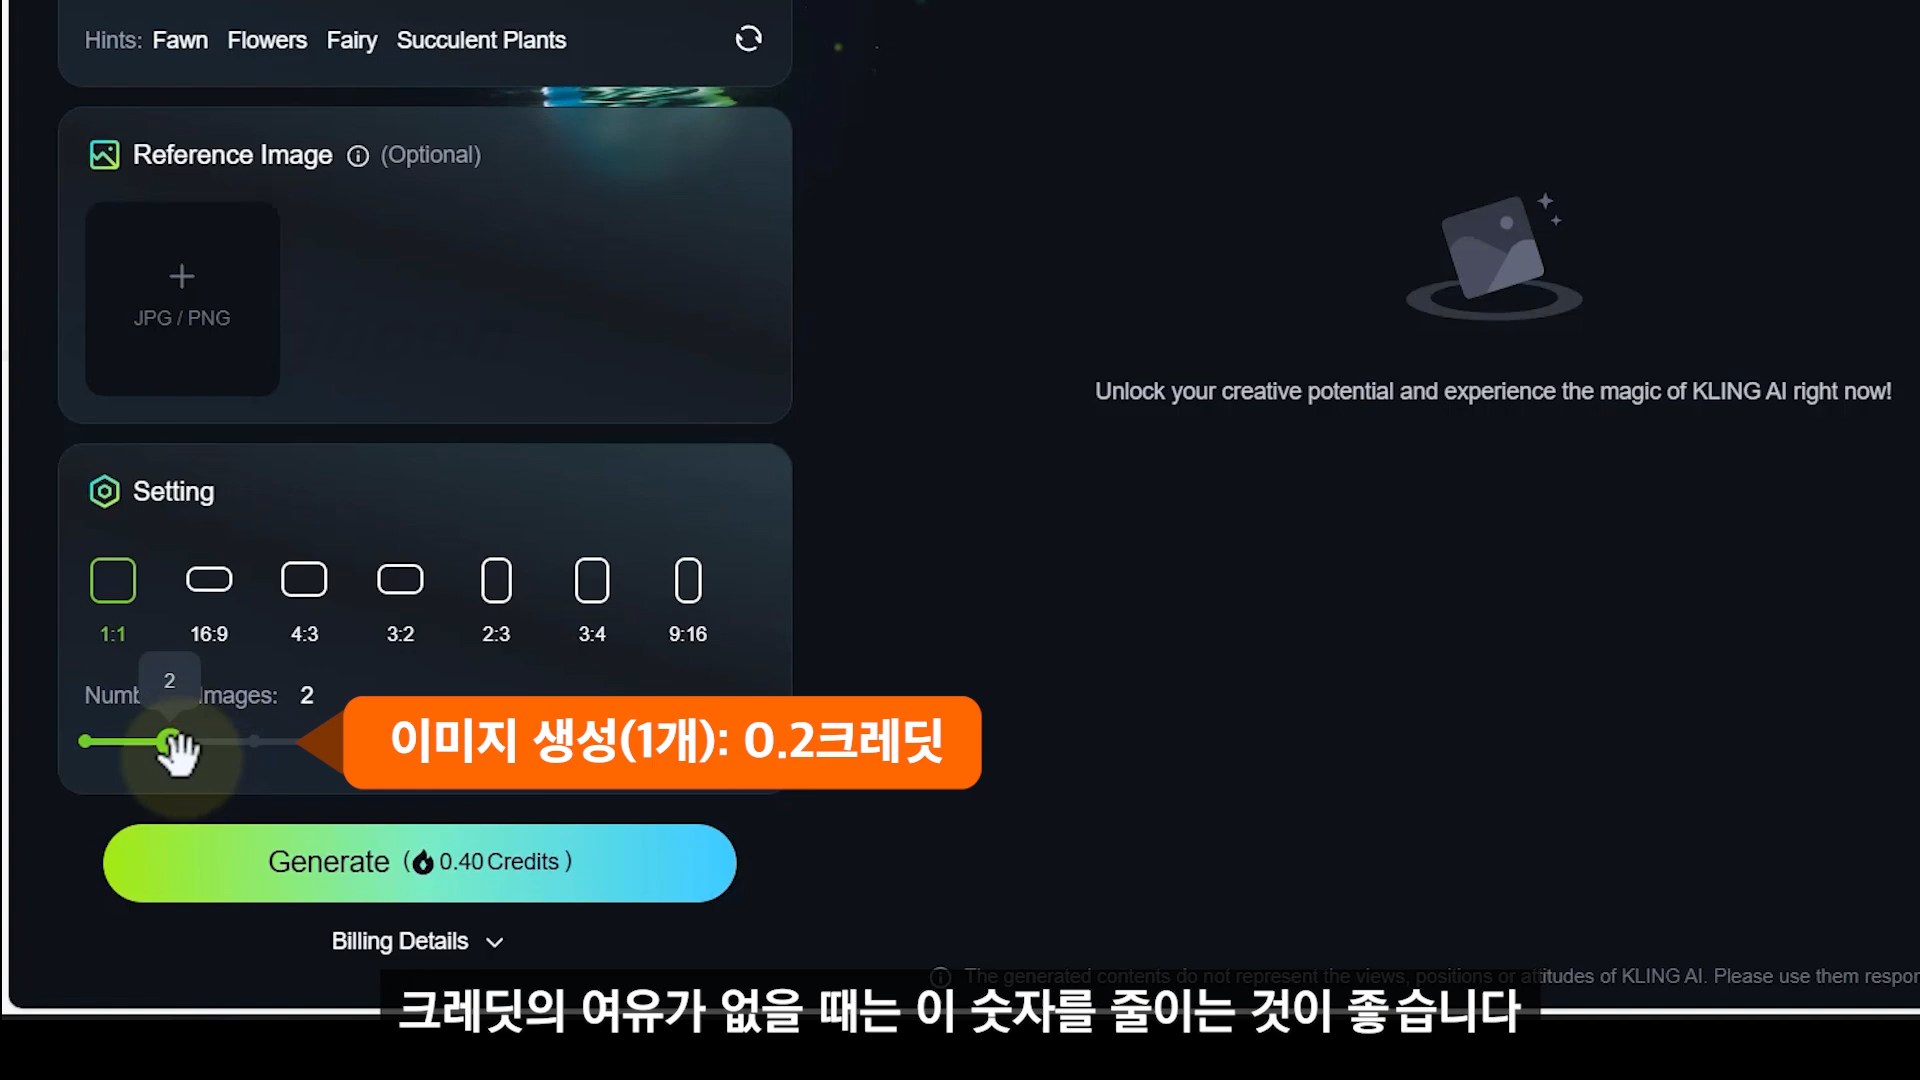 Hints: Fawn Flowers Fairy Succulent Plants
Reference Image (Optional)
JPG / PNG
Unlock your creative potential and experience the magic of KLING AI right now!
Setting
1:1 16:9 4:3 3:2 2:3 3:4 9:16
2
Images: 2
이미지 생성(1개): 0.2크레딧
Generate (0.40 Credits)
Billing Details
The generated contents do not represent the views, positions or attitudes of KLING AI. Please use them
크레딧의 여유가 없을 때는 이 숫자를 줄이는 것이 좋습니다